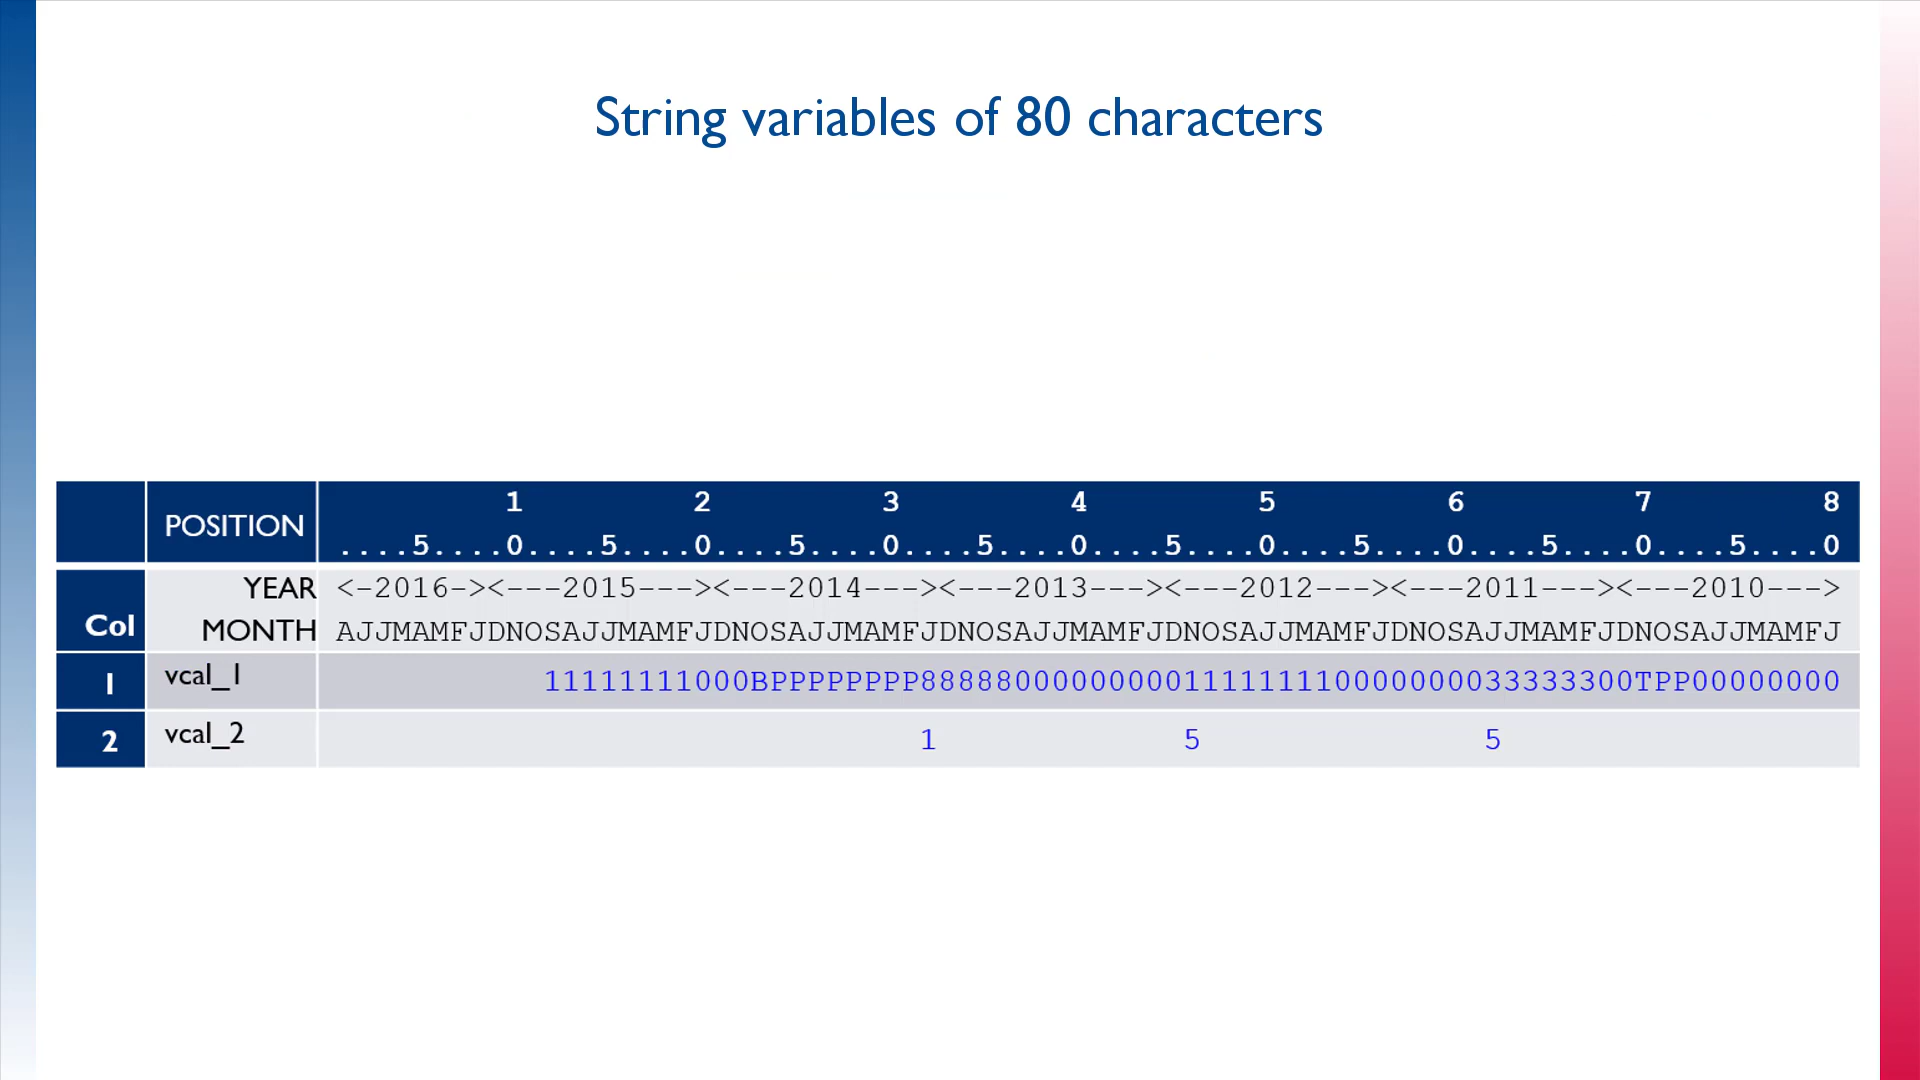 String variables of 80 characters
1 2 3 4 5 6 7 8
POSITION
....5....0....5....0....5....0....5....0....5....0....5....0....5....0....5....0
YEAR <-2016-><---2015---><---2014---><---2013---><---2012---><---2011---><---2010--->
Col MONTH AJJMAMFJDNOSAJJMAMFJDNOSAJJMAMFJDNOSAJJMAMFJDNOSAJJMAMFJDNOSAJJMAMFJDNOSAJJMAMFJ
1 vcal_1 11111111000BPPPPPPPP88888000000000111111110000000033333300TPP00000000
2 vcal_2 1 5 5